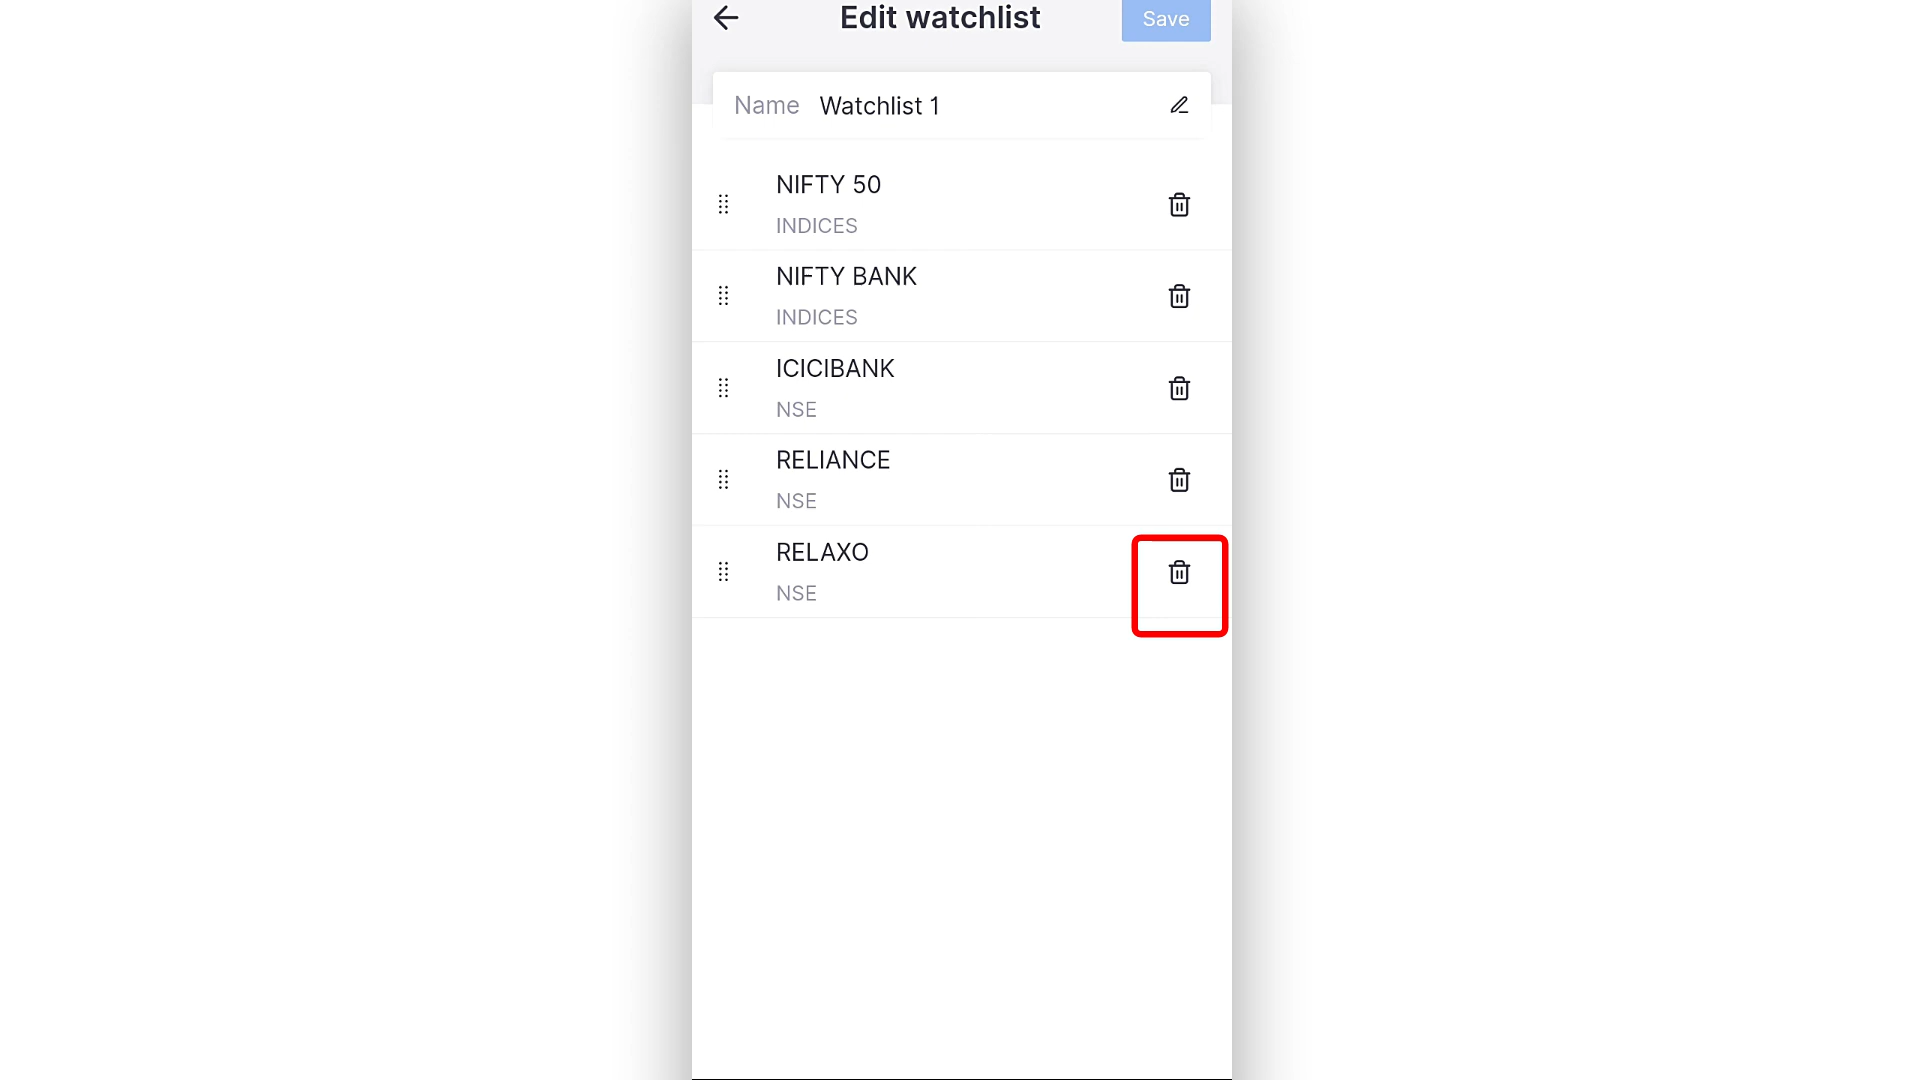 Edit watchlist
Save
Name Watchlist 1
NIFTY 50
INDICES
NIFTY BANK
INDICES
ICICIBANK
NSE
RELIANCE
NSE
RELAXO
NSE